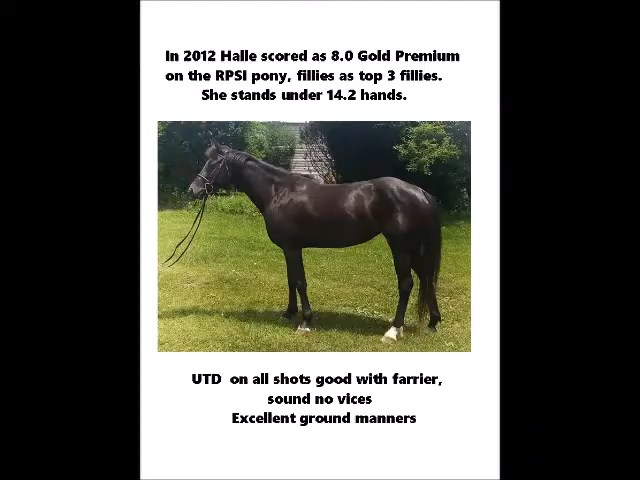 In 2012 Halle scored as 8.0 Gold Premium
on the RPSI pony, fillies as top 3 fillies.
She stands under 14.2 hands.
UTD on all shots good with farrier,
sound no vices
Excellent ground manners